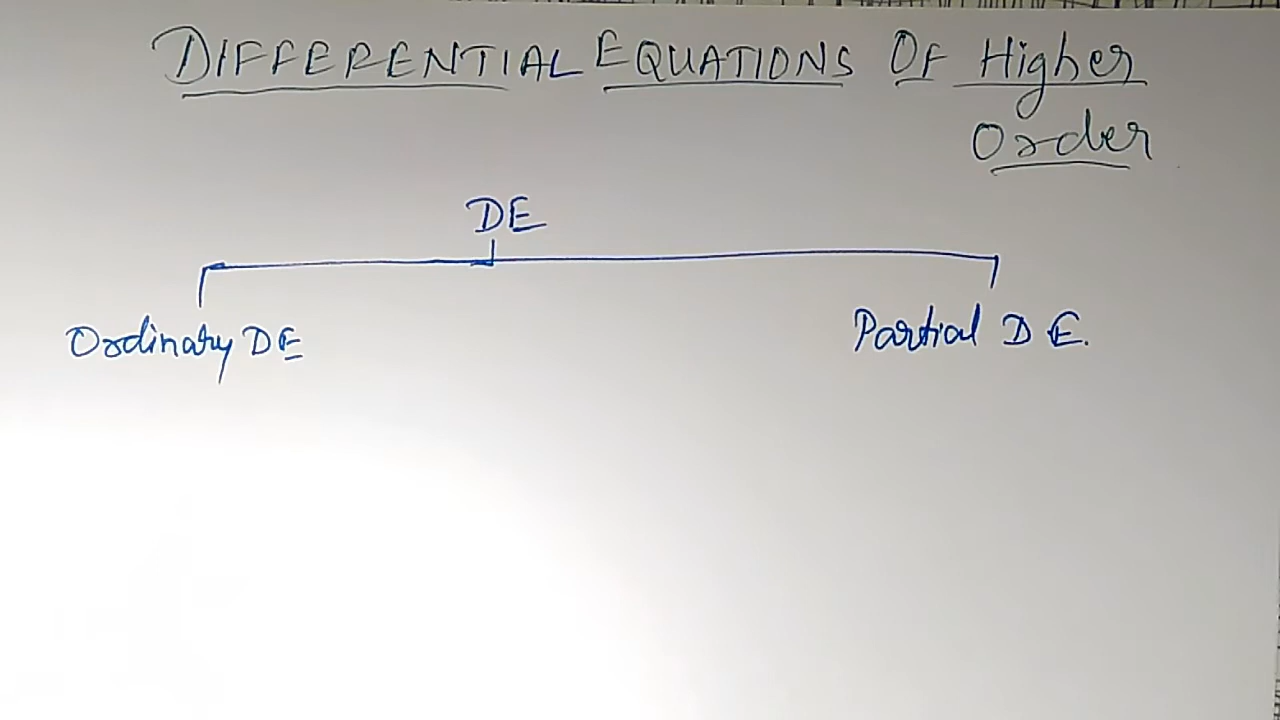 DIFFERENTIAL EQUATIONS OF Higher
Order
DE
Ordinary DE
Partial D E.